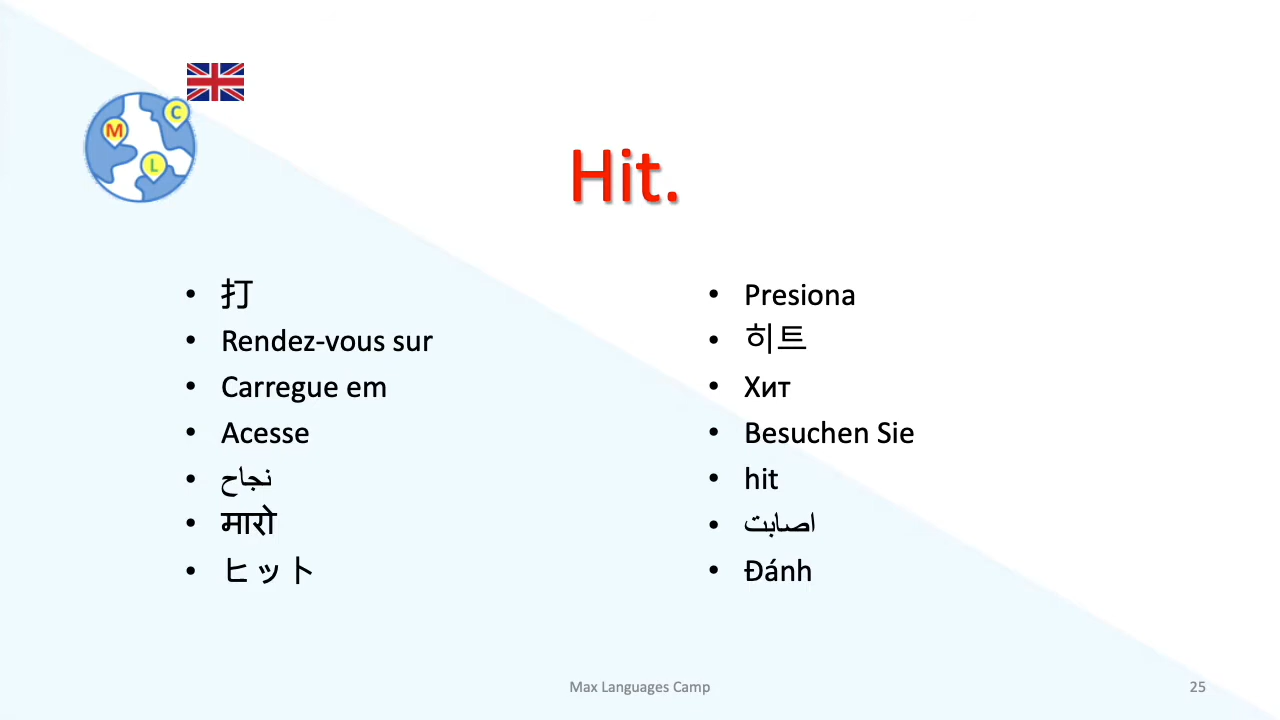 C
M
L
Hit.
• 打
• Rendez-vous sur
• Carregue em
• Acesse
• نجاح
• मारो
• ヒット
• Presiona
• 히트
• Хит
• Besuchen Sie
• hit
• اصابت
• Đánh
Max Languages Camp
25